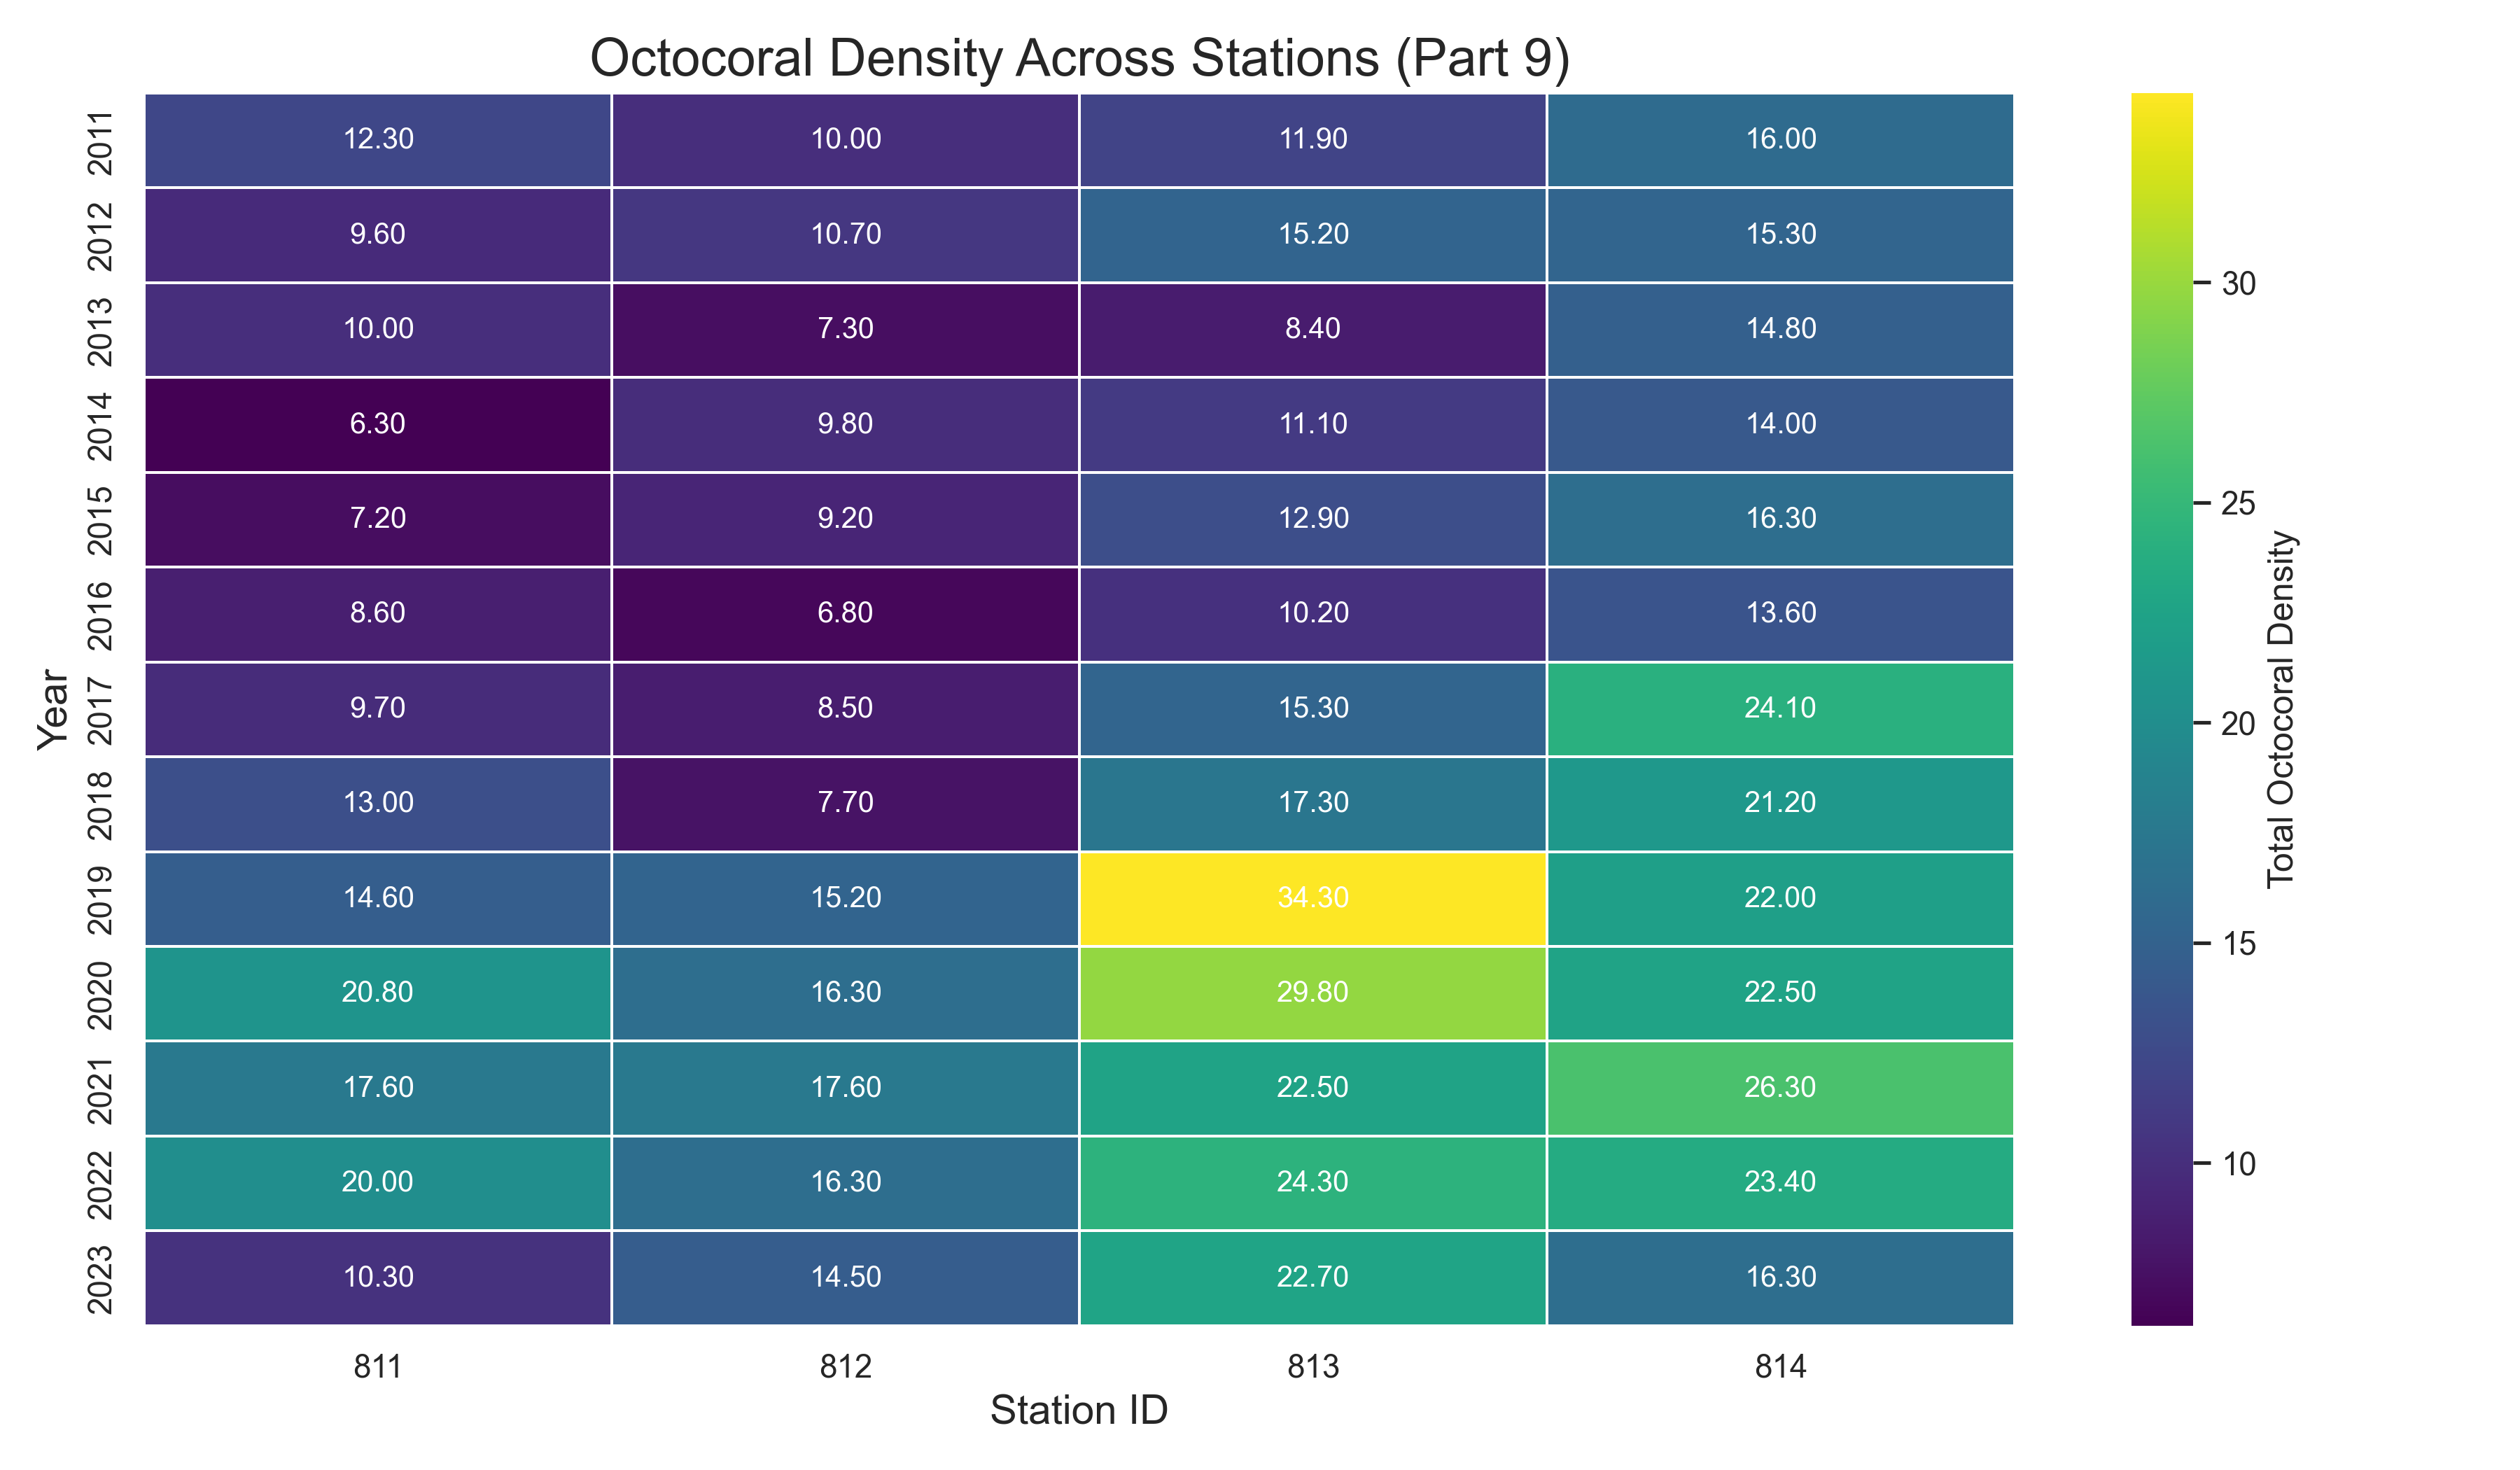 Octocoral Density Across Stations (Part 9)
Year
2011 12.30 10.00 11.90 16.00
2012 9.60 10.70 15.20 15.30
2013 10.00 7.30 8.40 14.80
2014 6.30 9.80 11.10 14.00
2015 7.20 9.20 12.90 16.30
2016 8.60 6.80 10.20 13.60
2017 9.70 8.50 15.30 24.10
2018 13.00 7.70 17.30 21.20
2019 14.60 15.20 34.30 22.00
2020 20.80 16.30 29.80 22.50
2021 17.60 17.60 22.50 26.30
2022 20.00 16.30 24.30 23.40
2023 10.30 14.50 22.70 16.30
811 812 813 814
Station ID
30
25
20
15
10
Total Octocoral Density